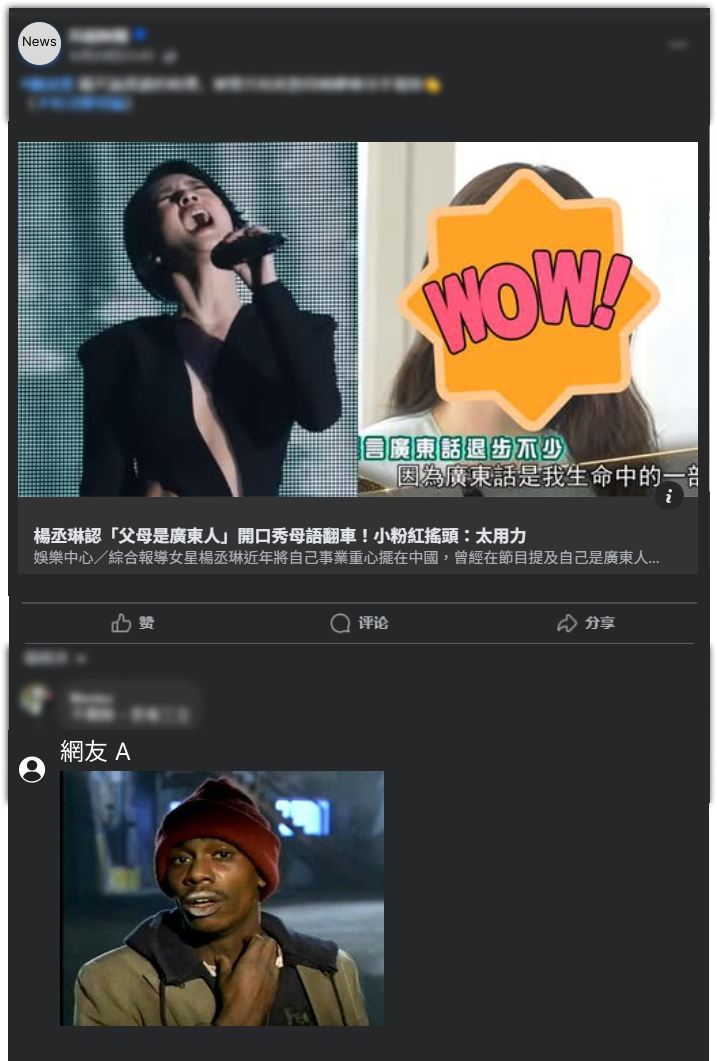 News
WOW!
言廣東話退步不少
因為廣東話是我生命中的一部
楊丞琳認「父母是廣東人」開口秀母語翻車！小粉紅搖頭：太用力
娛樂中心／綜合報導女星楊丞琳近年將自己事業重心擺在中國，曾經在節目提及自己是廣東人...
赞
评论
分享
網友 A